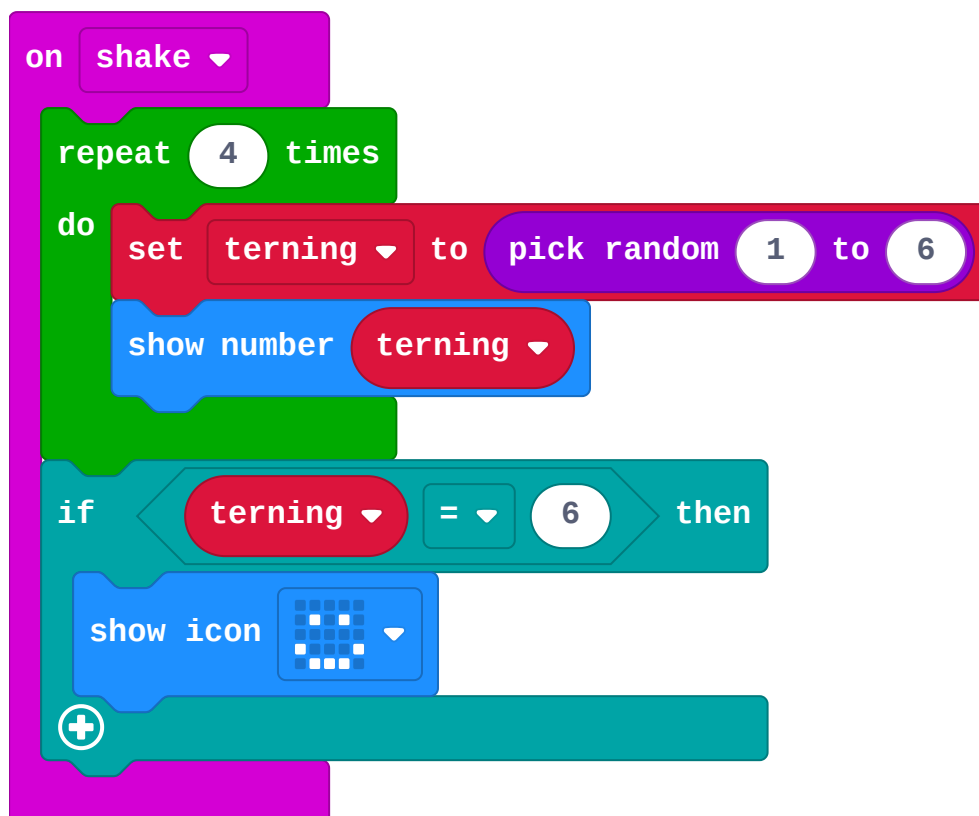 on shake
repeat 4 times
do
set terning to pick random 1 to 6
show number terning
if terning = 6 then
show icon